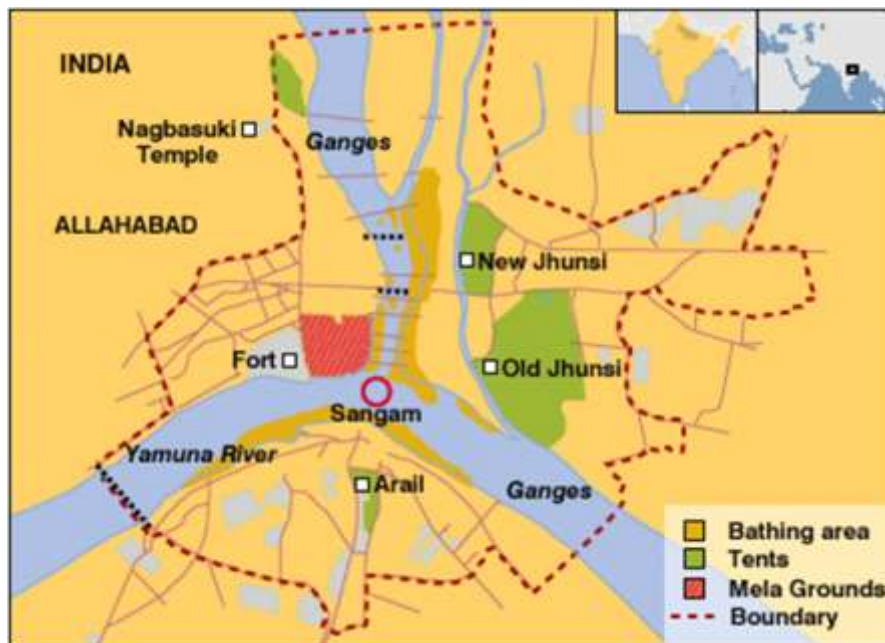 INDIA
Nagbasuki
Temple
Ganges
ALLAHABAD
New Jhunsi
Fort
Old Jhunsi
Sangam
Yamuna River
Arail
Ganges
Bathing area
Tents
Mela Grounds
Boundary